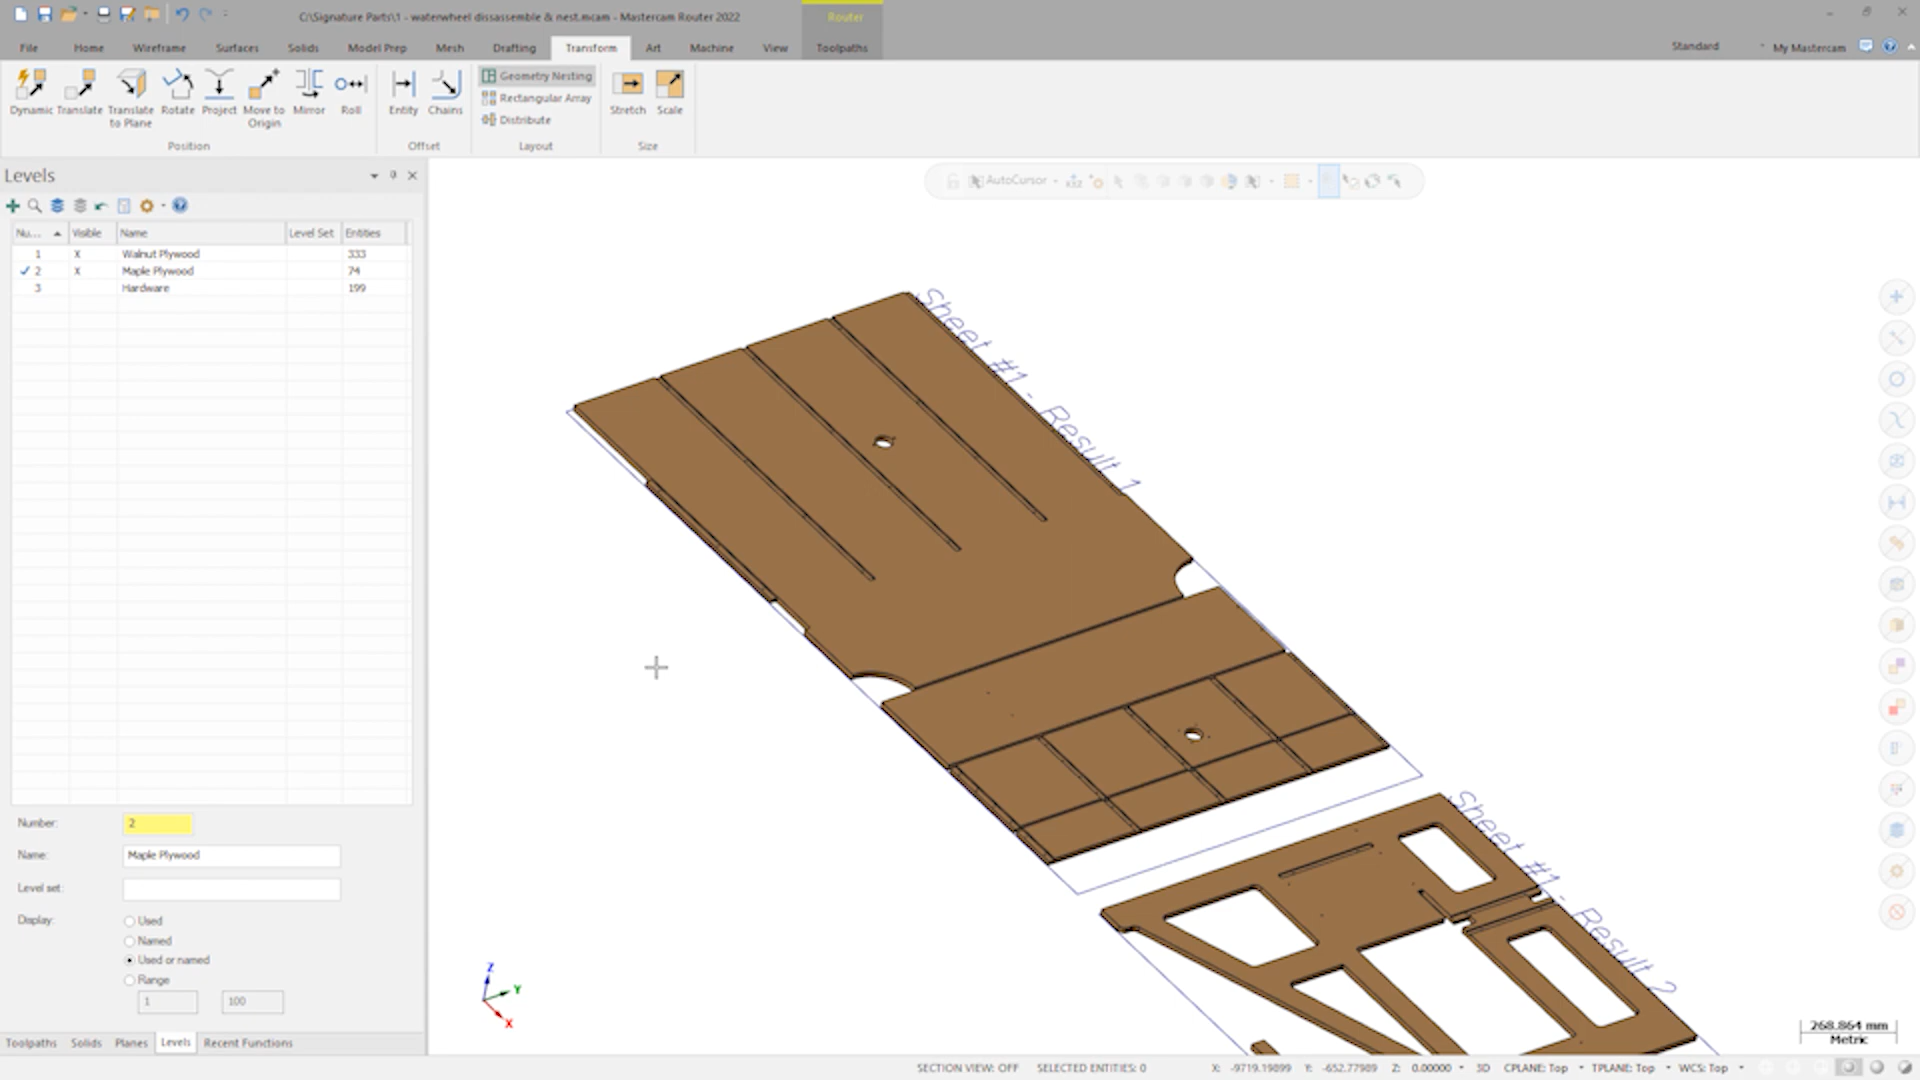 C:\Signature Parts\1 - waterwheel dissassemble & nest.mcam - Mastercam Router 2022
Router
File Home Wireframe Surfaces Solids Model Prep Mesh Drafting Transform Art Machine View Toolpaths
Standard My Mastercam
Dynamic Translate Translate to Plane Rotate Project Move to Origin Mirror Roll
Position
Entity Chains
Offset
Geometry Nesting
Rectangular Array
Distribute
Layout
Stretch Scale
Size
Levels
AutoCursor
Nu... Visible Name Level Set Entities
1 X Walnut Plywood 333
2 X Maple Plywood 74
3 Hardware 199
Sheet #1 - Result 1
Sheet #1 - Result 2
Number: 2
Name: Maple Plywood
Level set:
Display: Used
Named
Used or named
Range
1 100
Z
Y
X
268.864 mm
Metric
Toolpaths Solids Planes Levels Recent Functions
SECTION VIEW: OFF SELECTED ENTITIES: 0 X: -9719.19899 Y: -652.77989 Z: 0.00000 3D CPLANE: Top TPLANE: Top WCS: Top